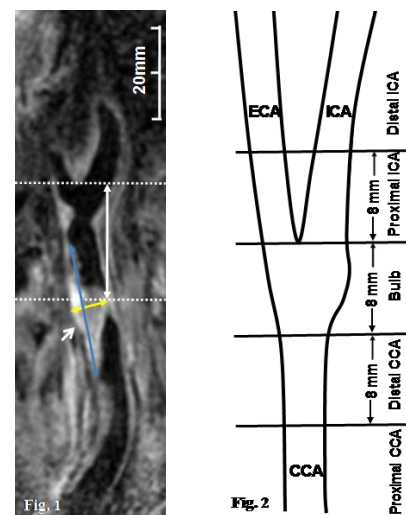 20mm
Fig. 1
ECA
ICA
Distal ICA
8 mm
Proximal ICA
8 mm
Bulb
8 mm
Distal CCA
CCA
Proximal CCA
Fig. 2